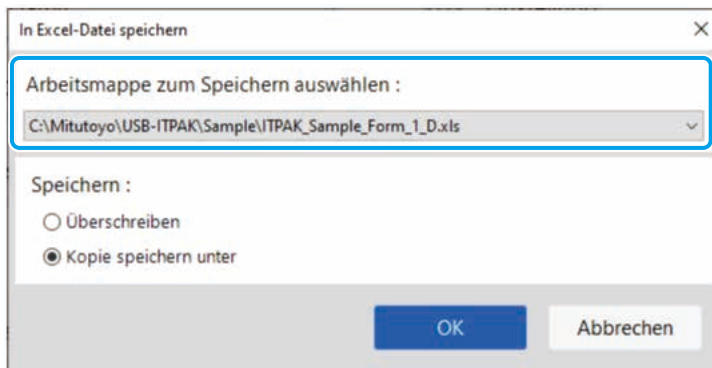 In Excel-Datei speichern
Arbeitsmappe zum Speichern auswählen :
C:\Mitutoyo\USB-ITPAK\Sample\ITPAK_Sample_Form_1_D.xls
Speichern :
Überschreiben
Kopie speichern unter
OK Abbrechen